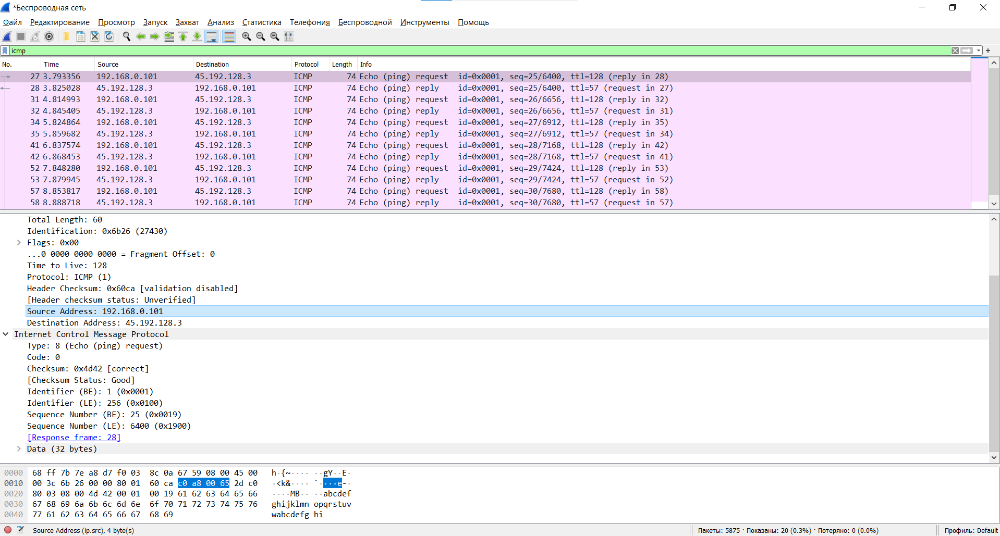 *Беспроводная сеть
Файл Редактирование Просмотр Запуск Захват Анализ Статистика Телефония Беспроводной Инструменты Помощь
icmp
No. Time Source Destination Protocol Length Info
27 3.793356 192.168.0.101 45.192.128.3 ICMP 74 Echo (ping) request id=0x0001, seq=25/6400, ttl=128 (reply in 28)
28 3.825028 45.192.128.3 192.168.0.101 ICMP 74 Echo (ping) reply id=0x0001, seq=25/6400, ttl=57 (request in 27)
31 4.814993 192.168.0.101 45.192.128.3 ICMP 74 Echo (ping) request id=0x0001, seq=26/6656, ttl=128 (reply in 32)
32 4.845405 45.192.128.3 192.168.0.101 ICMP 74 Echo (ping) reply id=0x0001, seq=26/6656, ttl=57 (request in 31)
34 5.824864 192.168.0.101 45.192.128.3 ICMP 74 Echo (ping) request id=0x0001, seq=27/6912, ttl=128 (reply in 35)
35 5.859682 45.192.128.3 192.168.0.101 ICMP 74 Echo (ping) reply id=0x0001, seq=27/6912, ttl=57 (request in 34)
41 6.837574 192.168.0.101 45.192.128.3 ICMP 74 Echo (ping) request id=0x0001, seq=28/7168, ttl=128 (reply in 42)
42 6.868453 45.192.128.3 192.168.0.101 ICMP 74 Echo (ping) reply id=0x0001, seq=28/7168, ttl=57 (request in 41)
52 7.848280 192.168.0.101 45.192.128.3 ICMP 74 Echo (ping) request id=0x0001, seq=29/7424, ttl=128 (reply in 53)
53 7.879945 45.192.128.3 192.168.0.101 ICMP 74 Echo (ping) reply id=0x0001, seq=29/7424, ttl=57 (request in 52)
57 8.853817 192.168.0.101 45.192.128.3 ICMP 74 Echo (ping) request id=0x0001, seq=30/7680, ttl=128 (reply in 58)
58 8.888718 45.192.128.3 192.168.0.101 ICMP 74 Echo (ping) reply id=0x0001, seq=30/7680, ttl=57 (request in 57)
Total Length: 60
Identification: 0x6b26 (27430)
Flags: 0x00
...0 0000 0000 0000 = Fragment Offset: 0
Time to Live: 128
Protocol: ICMP (1)
Header Checksum: 0x60ca [validation disabled]
[Header checksum status: Unverified]
Source Address: 192.168.0.101
Destination Address: 45.192.128.3
Internet Control Message Protocol
Type: 8 (Echo (ping) request)
Code: 0
Checksum: 0x4d42 [correct]
[Checksum Status: Good]
Identifier (BE): 1 (0x0001)
Identifier (LE): 256 (0x0100)
Sequence Number (BE): 25 (0x0019)
Sequence Number (LE): 6400 (0x1900)
[Response frame: 28]
Data (32 bytes)
0000 68 ff 7b 7e a8 d7 f0 03 8c 0a 67 59 08 00 45 00 h·{~···· ··gY··E·
0010 00 3c 6b 26 00 00 80 01 60 ca c0 a8 00 65 2d c0 ·<k&···· `····e-·
0020 80 03 08 00 4d 42 00 01 00 19 61 62 63 64 65 66 ····MB·· ··abcdef
0030 67 68 69 6a 6b 6c 6d 6e 6f 70 71 72 73 74 75 76 ghijklmn opqrstuv
0040 77 61 62 63 64 65 66 67 68 69 wabcdefg hi
Source Address (ip.src), 4 byte(s) Пакеты: 5875 · Показаны: 20 (0.3%) · Потеряно: 0 (0.0%) Профиль: Default